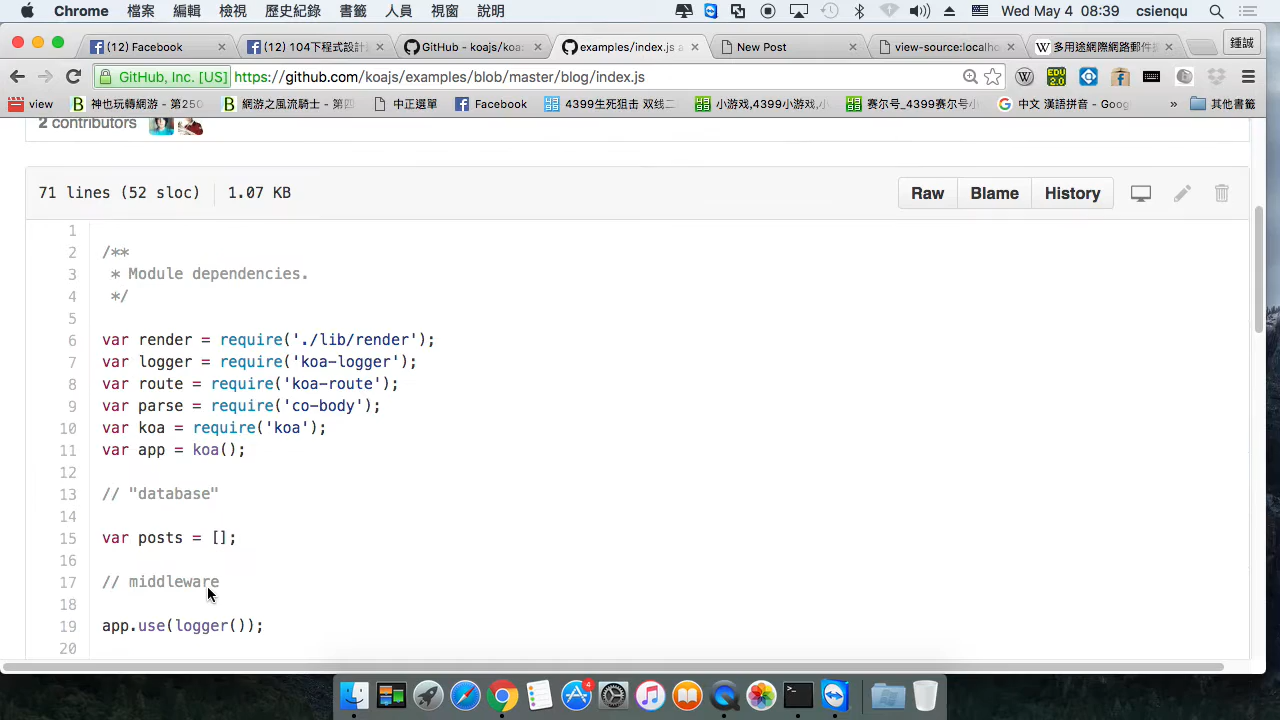 Chrome 檔案 編輯 檢視 歷史紀錄 書籤 人員 視窗 說明 Wed May 4 08:39 csienqu
(12) Facebook (12) 104下程式設計 GitHub - koajs/koa: examples/index.js a New Post view-source:localho 多用途網際網路郵件 鍾誠
GitHub, Inc. [US] https://github.com/koajs/examples/blob/master/blog/index.js
view 神也玩轉網游 - 第250 網游之風流騎士 - 第四 中正選單 Facebook 4399生死狙击 双线二 小游戏,4399小游戏,小 赛尔号_4399赛尔号小 中文 漢語拼音 - Goog » 其他書籤
2 contributors
71 lines (52 sloc) 1.07 KB Raw Blame History
1
2 /**
3 * Module dependencies.
4 */
5
6 var render = require('./lib/render');
7 var logger = require('koa-logger');
8 var route = require('koa-route');
9 var parse = require('co-body');
10 var koa = require('koa');
11 var app = koa();
12
13 // "database"
14
15 var posts = [];
16
17 // middleware
18
19 app.use(logger());
20
4